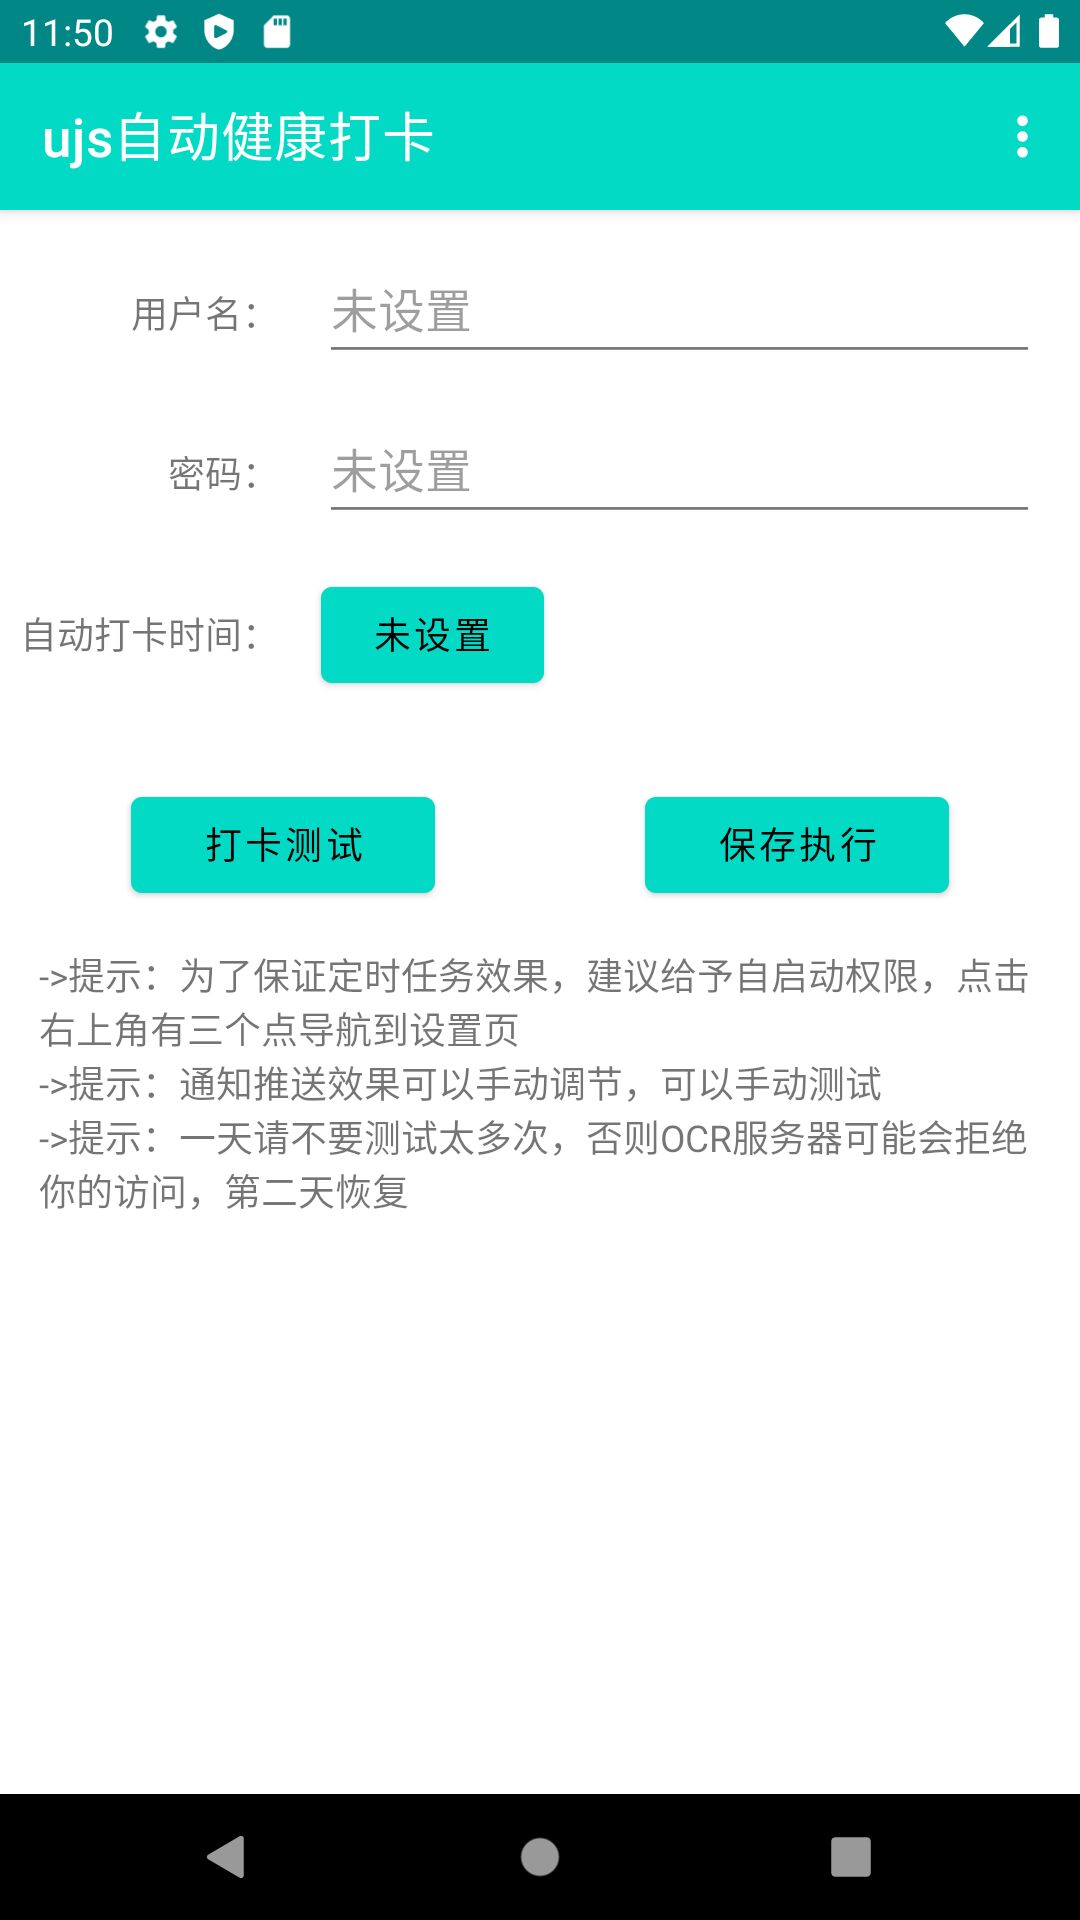 11:50
ujs自动健康打卡
用户名：
未设置
密码：
未设置
自动打卡时间：
未设置
打卡测试
保存执行
->提示：为了保证定时任务效果，建议给予自启动权限，点击
右上角有三个点导航到设置页
->提示：通知推送效果可以手动调节，可以手动测试
->提示：一天请不要测试太多次，否则OCR服务器可能会拒绝
你的访问，第二天恢复